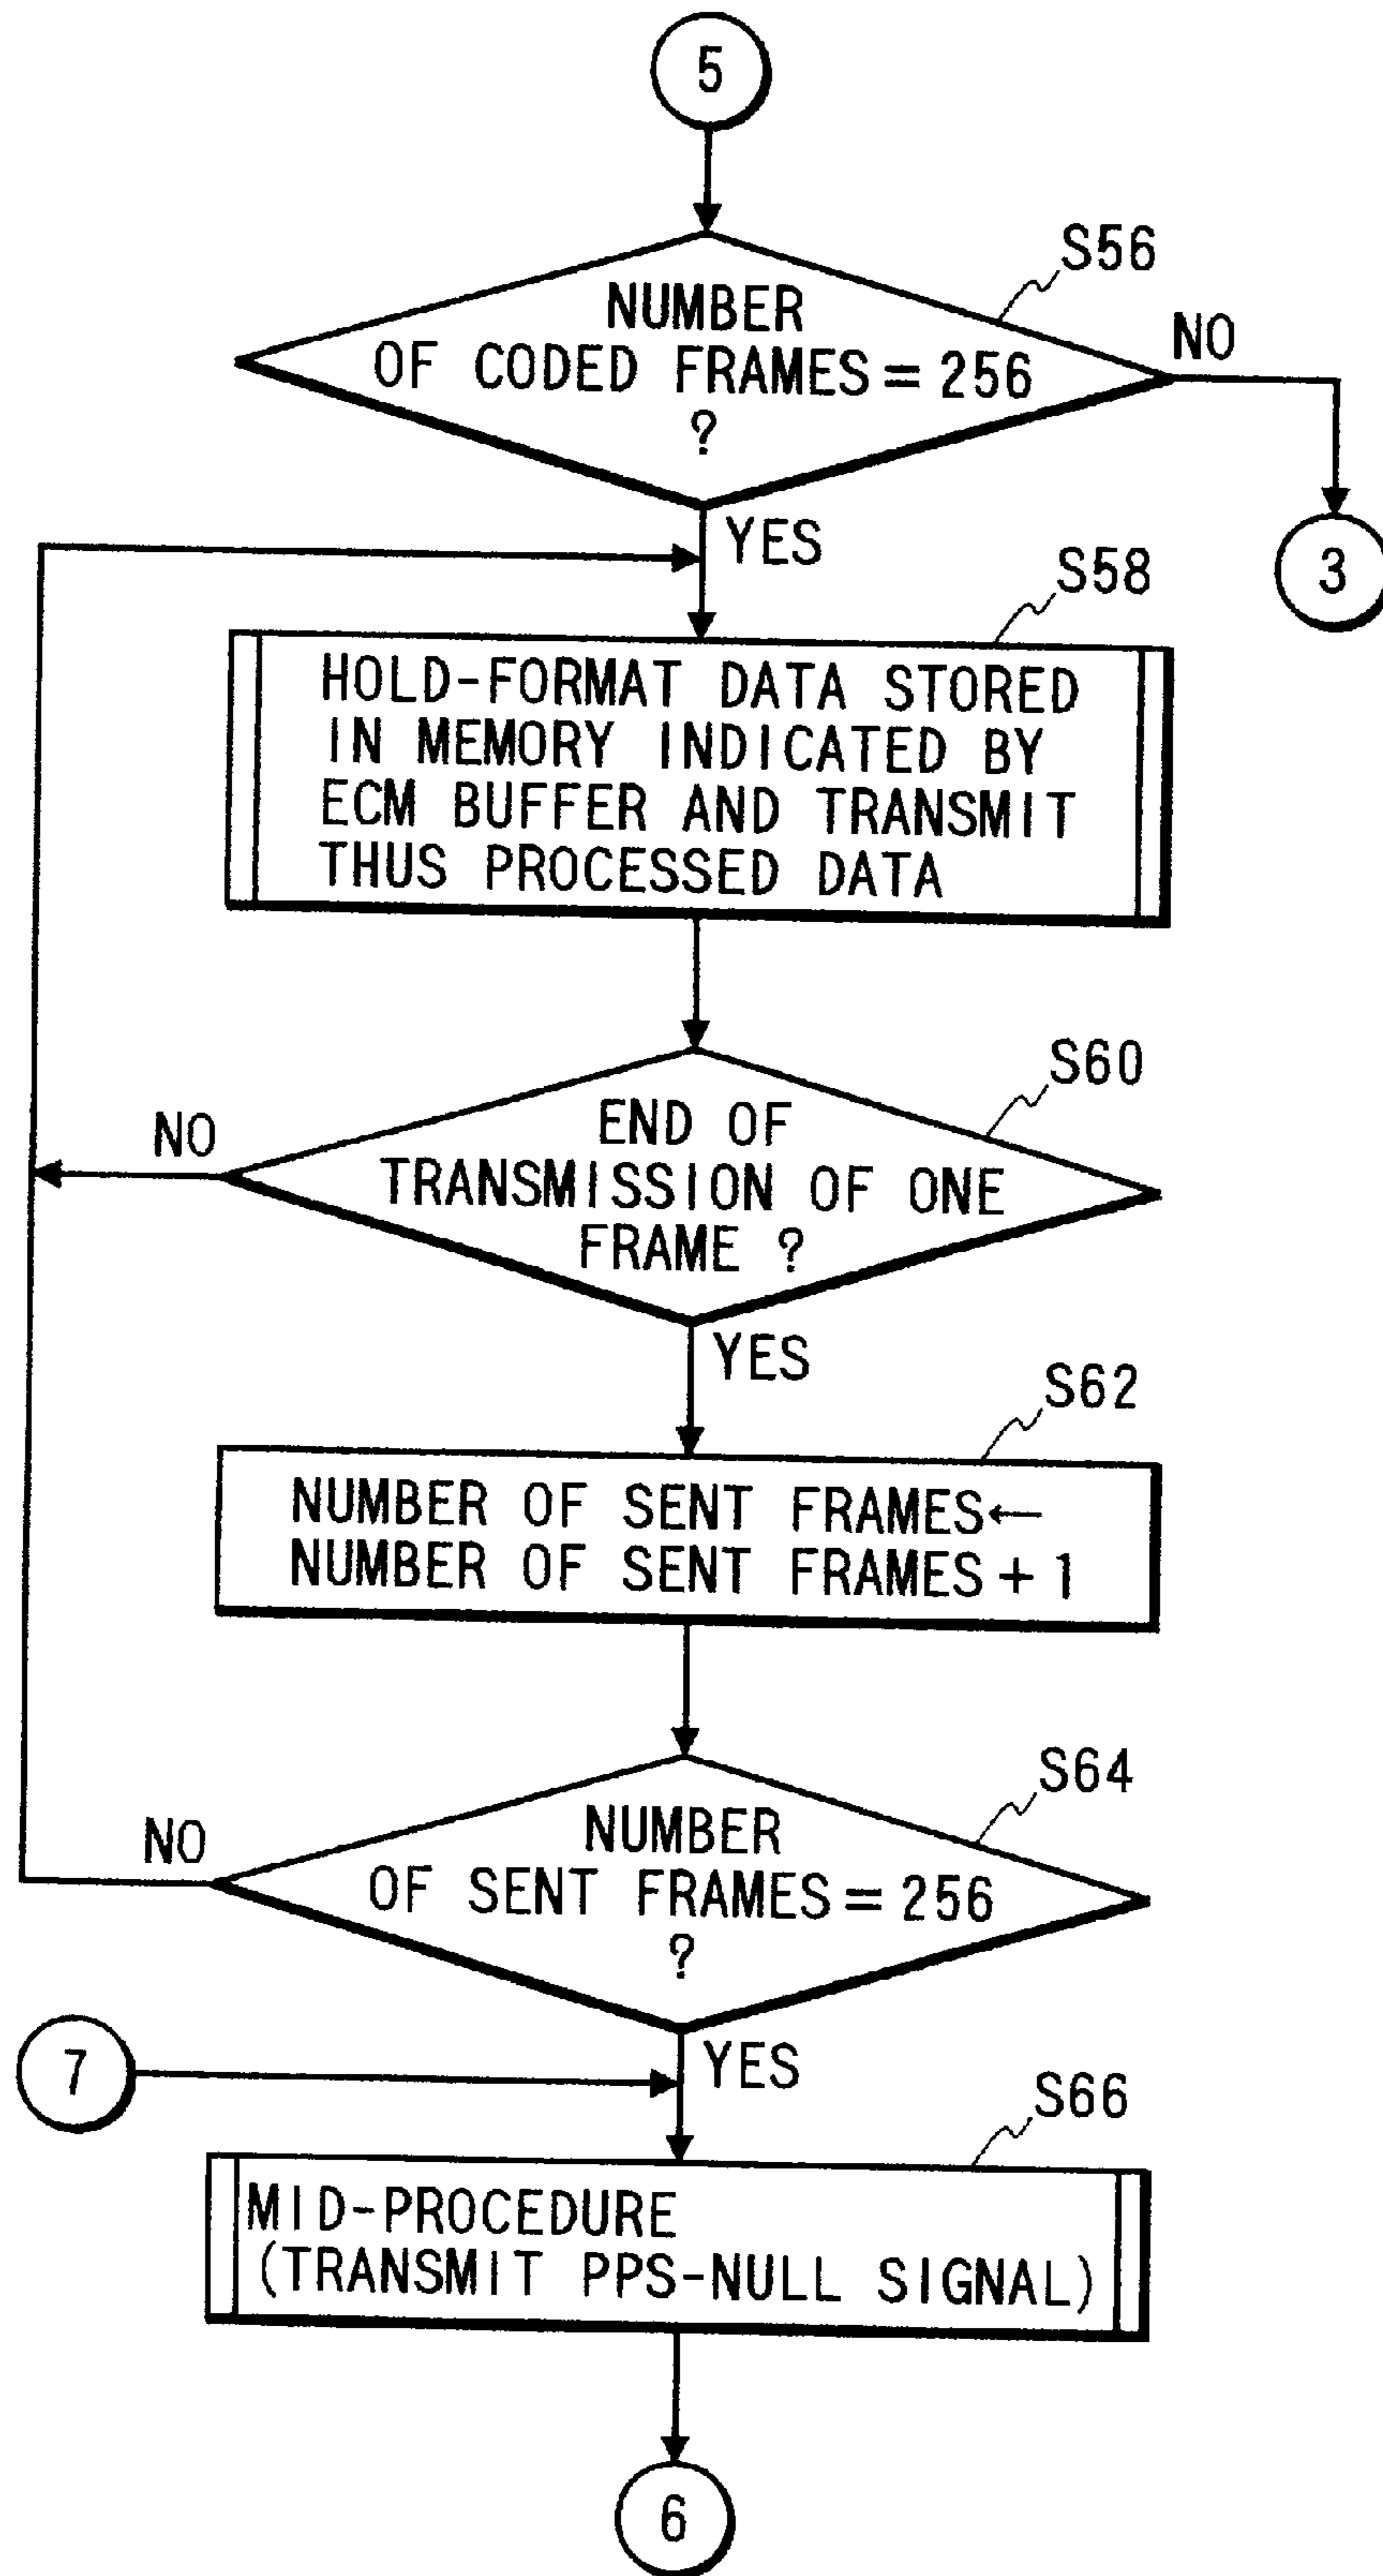 5
S56
NUMBER
OF CODED FRAMES = 256
?
NO
YES
3
S58
HOLD-FORMAT DATA STORED
IN MEMORY INDICATED BY
ECM BUFFER AND TRANSMIT
THUS PROCESSED DATA
S60
END OF
TRANSMISSION OF ONE
FRAME ?
NO
YES
S62
NUMBER OF SENT FRAMES←
NUMBER OF SENT FRAMES + 1
S64
NUMBER
OF SENT FRAMES = 256
?
NO
YES
7
S66
MID-PROCEDURE
(TRANSMIT PPS-NULL SIGNAL)
6